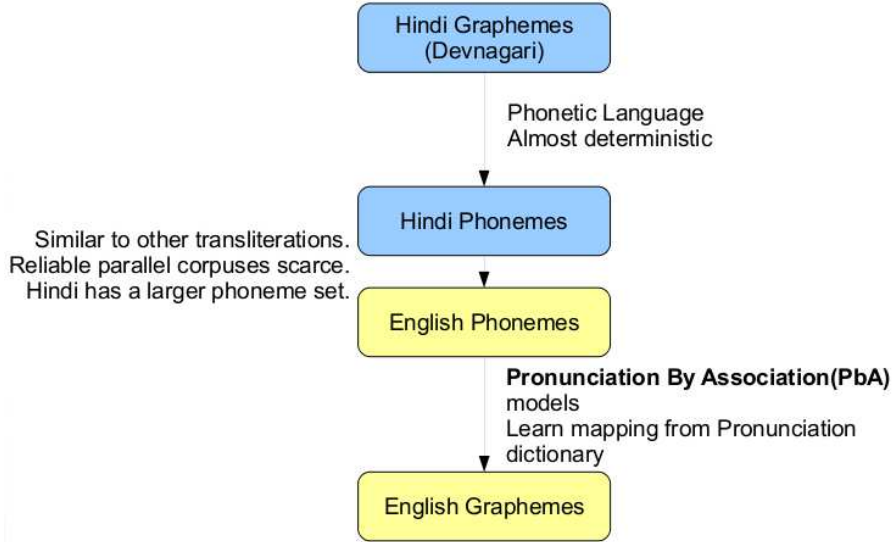 Hindi Graphemes
(Devnagari)
Phonetic Language
Almost deterministic
Hindi Phonemes
Similar to other transliterations.
Reliable parallel corpuses scarce.
Hindi has a larger phoneme set.
English Phonemes
Pronunciation By Association(PbA)
models
Learn mapping from Pronunciation
dictionary
English Graphemes